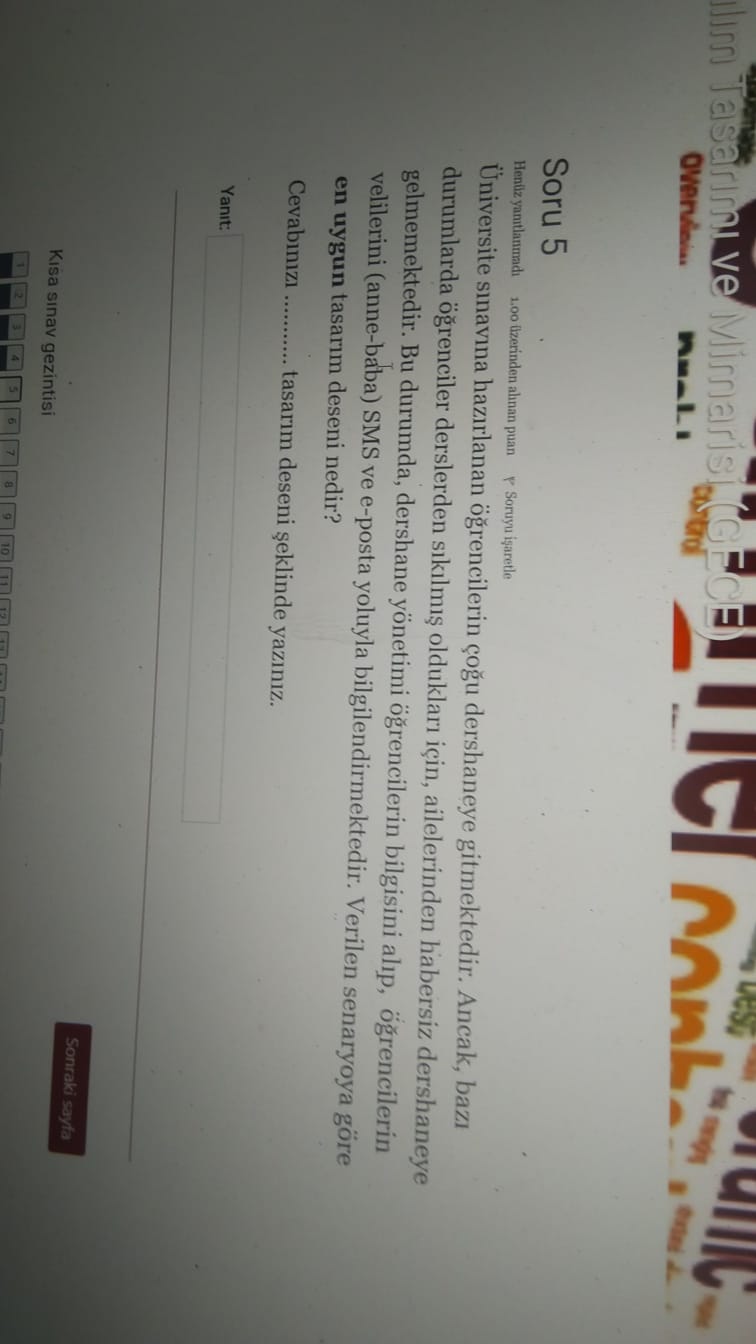 ılım Tasarımı ve Mimarisi (GECE)
Soru 5
Henüz yanıtlanmadı 1.00 üzerinden alınan puan Soruyu işaretle
Üniversite sınavına hazırlanan öğrencilerin çoğu dershaneye gitmektedir. Ancak, bazı
durumlarda öğrenciler derslerden sıkılmış oldukları için, ailelerinden habersiz dershaneye
gelmemektedir. Bu durumda, dershane yönetimi öğrencilerin bilgisini alıp, öğrencilerin
velilerini (anne-baba) SMS ve e-posta yoluyla bilgilendirmektedir. Verilen senaryoya göre
en uygun tasarım deseni nedir?
Cevabınızı ........... tasarım deseni şeklinde yazınız.
Yanıt:
Sonraki sayfa
Kısa sınav gezintisi
1 2 3 4 5 6 7 8 9 10 11 12